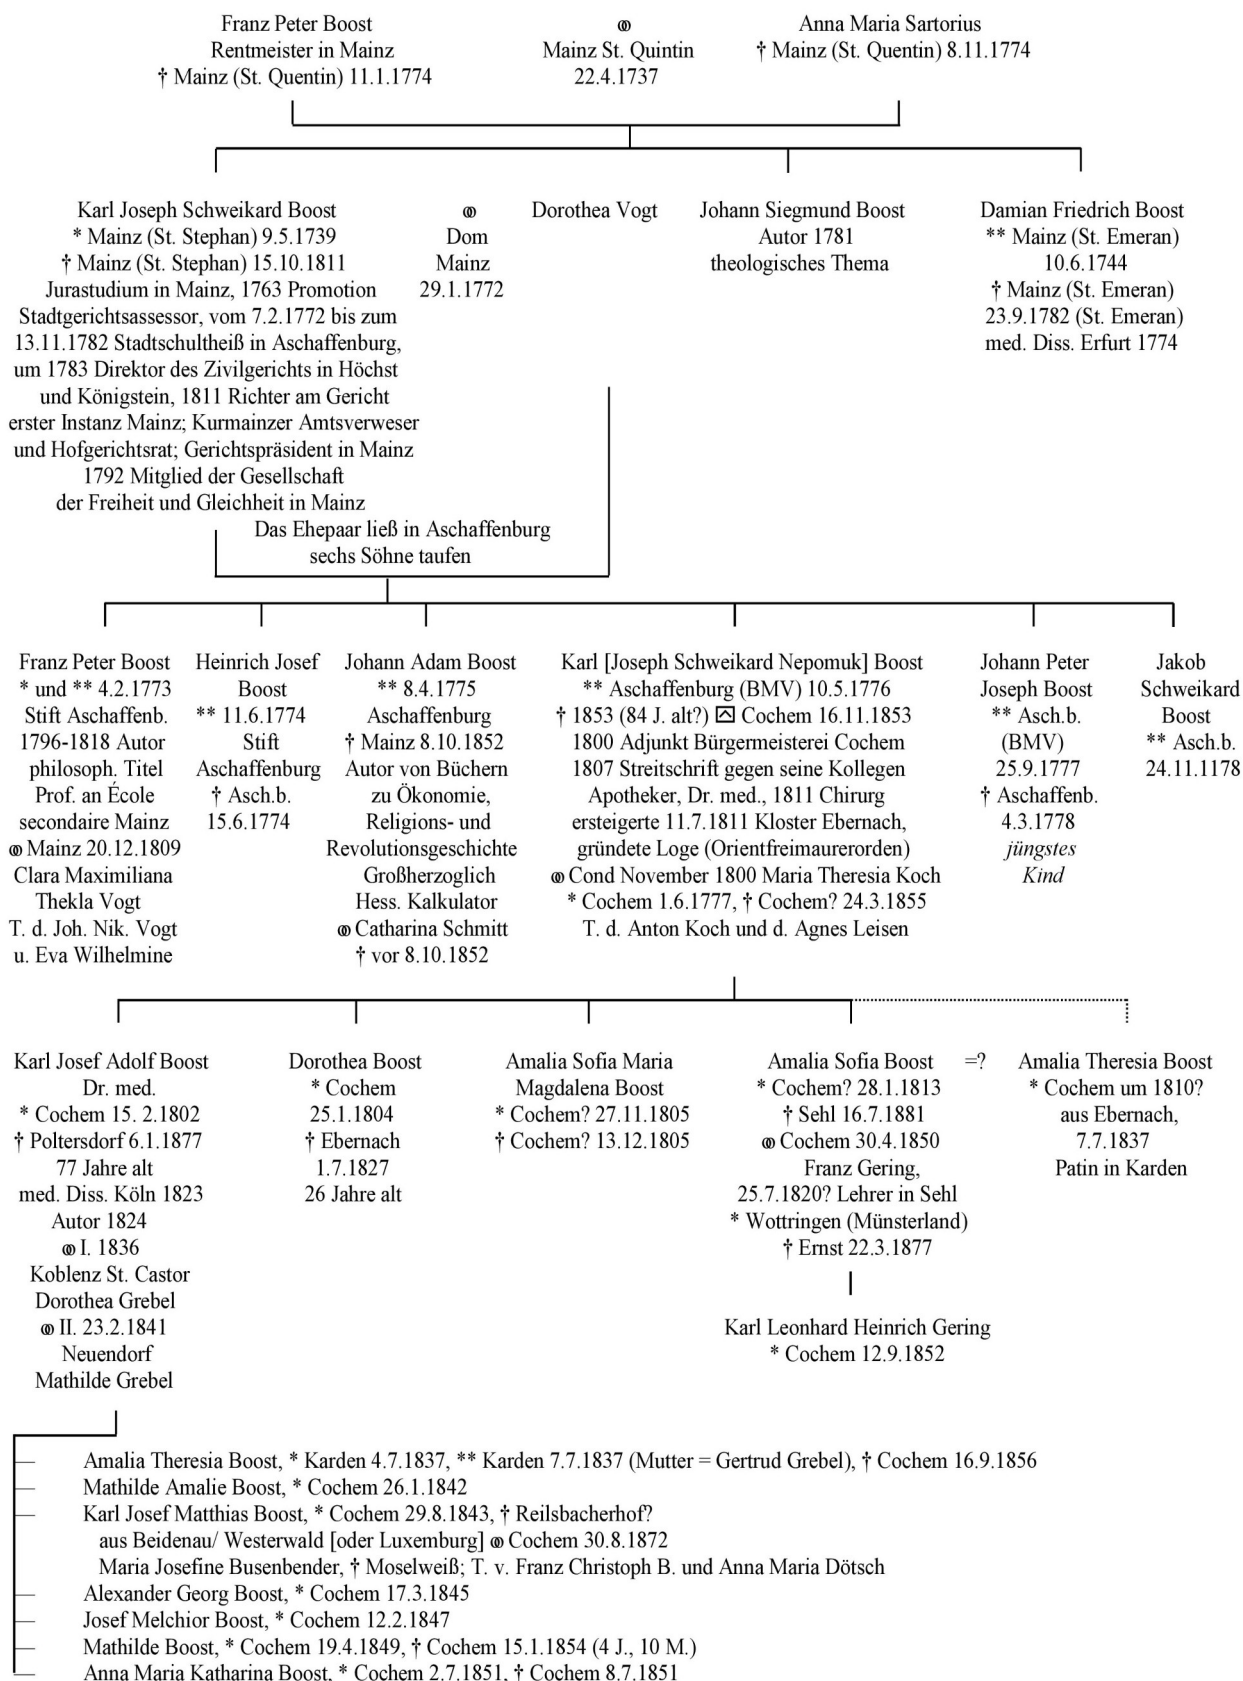 Franz Peter Boost
Rentmeister in Mainz
† Mainz (St. Quentin) 11.1.1774
⚭
Mainz St. Quintin
22.4.1737
Anna Maria Sartorius
† Mainz (St. Quentin) 8.11.1774
Karl Joseph Schweikard Boost
* Mainz (St. Stephan) 9.5.1739
† Mainz (St. Stephan) 15.10.1811
Jurastudium in Mainz, 1763 Promotion
Stadtgerichtsassessor, vom 7.2.1772 bis zum
13.11.1782 Stadtschultheiß in Aschaffenburg,
um 1783 Direktor des Zivilgerichts in Höchst
und Königstein, 1811 Richter am Gericht
erster Instanz Mainz; Kurmainzer Amtsverweser
und Hofgerichtsrat; Gerichtspräsident in Mainz
1792 Mitglied der Gesellschaft
der Freiheit und Gleichheit in Mainz
⚭
Dom
Mainz
29.1.1772
Dorothea Vogt
Johann Siegmund Boost
Autor 1781
theologisches Thema
Damian Friedrich Boost
** Mainz (St. Emeran)
10.6.1744
† Mainz (St. Emeran)
23.9.1782 (St. Emeran)
med. Diss. Erfurt 1774
Das Ehepaar ließ in Aschaffenburg
sechs Söhne taufen
Franz Peter Boost
* und ** 4.2.1773
Stift Aschaffenb.
1796-1818 Autor
philosoph. Titel
Prof. an École
secondaire Mainz
⚭ Mainz 20.12.1809
Clara Maximiliana
Thekla Vogt
T. d. Joh. Nik. Vogt
u. Eva Wilhelmine
Heinrich Josef
Boost
** 11.6.1774
Stift
Aschaffenburg
† Asch.b.
15.6.1774
Johann Adam Boost
** 8.4.1775
Aschaffenburg
† Mainz 8.10.1852
Autor von Büchern
zu Ökonomie,
Religions- und
Revolutionsgeschichte
Großherzoglich
Hess. Kalkulator
⚭ Catharina Schmitt
† vor 8.10.1852
Karl [Joseph Schweikard Nepomuk] Boost
** Aschaffenburg (BMV) 10.5.1776
† 1853 (84 J. alt?) ⚰ Cochem 16.11.1853
1800 Adjunkt Bürgermeisterei Cochem
1807 Streitschrift gegen seine Kollegen
Apotheker, Dr. med., 1811 Chirurg
ersteigerte 11.7.1811 Kloster Ebernach,
gründete Loge (Orientfreimaurerorden)
⚭ Cond November 1800 Maria Theresia Koch
* Cochem 1.6.1777, † Cochem? 24.3.1855
T. d. Anton Koch und d. Agnes Leisen
Johann Peter
Joseph Boost
** Asch.b.
(BMV)
25.9.1777
† Aschaffenb.
4.3.1778
jüngstes
Kind
Jakob
Schweikard
Boost
** Asch.b.
24.11.1178
Karl Josef Adolf Boost
Dr. med.
* Cochem 15. 2.1802
† Poltersdorf 6.1.1877
77 Jahre alt
med. Diss. Köln 1823
Autor 1824
⚭ I. 1836
Koblenz St. Castor
Dorothea Grebel
⚭ II. 23.2.1841
Neuendorf
Mathilde Grebel
Dorothea Boost
* Cochem
25.1.1804
† Ebernach
1.7.1827
26 Jahre alt
Amalia Sofia Maria
Magdalena Boost
* Cochem? 27.11.1805
† Cochem? 13.12.1805
Amalia Sofia Boost
* Cochem? 28.1.1813
† Sehl 16.7.1881
⚭ Cochem 30.4.1850
Franz Gering,
25.7.1820? Lehrer in Sehl
* Wottringen (Münsterland)
† Ernst 22.3.1877
=?
Amalia Theresia Boost
* Cochem um 1810?
aus Ebernach,
7.7.1837
Patin in Karden
Karl Leonhard Heinrich Gering
* Cochem 12.9.1852
Amalia Theresia Boost, * Karden 4.7.1837, ** Karden 7.7.1837 (Mutter = Gertrud Grebel), † Cochem 16.9.1856
Mathilde Amalie Boost, * Cochem 26.1.1842
Karl Josef Matthias Boost, * Cochem 29.8.1843, † Reilsbacherhof?
aus Beidenau/ Westerwald [oder Luxemburg] ⚭ Cochem 30.8.1872
Maria Josefine Busenbender, † Moselweiß; T. v. Franz Christoph B. und Anna Maria Dötsch
Alexander Georg Boost, * Cochem 17.3.1845
Josef Melchior Boost, * Cochem 12.2.1847
Mathilde Boost, * Cochem 19.4.1849, † Cochem 15.1.1854 (4 J., 10 M.)
Anna Maria Katharina Boost, * Cochem 2.7.1851, † Cochem 8.7.1851